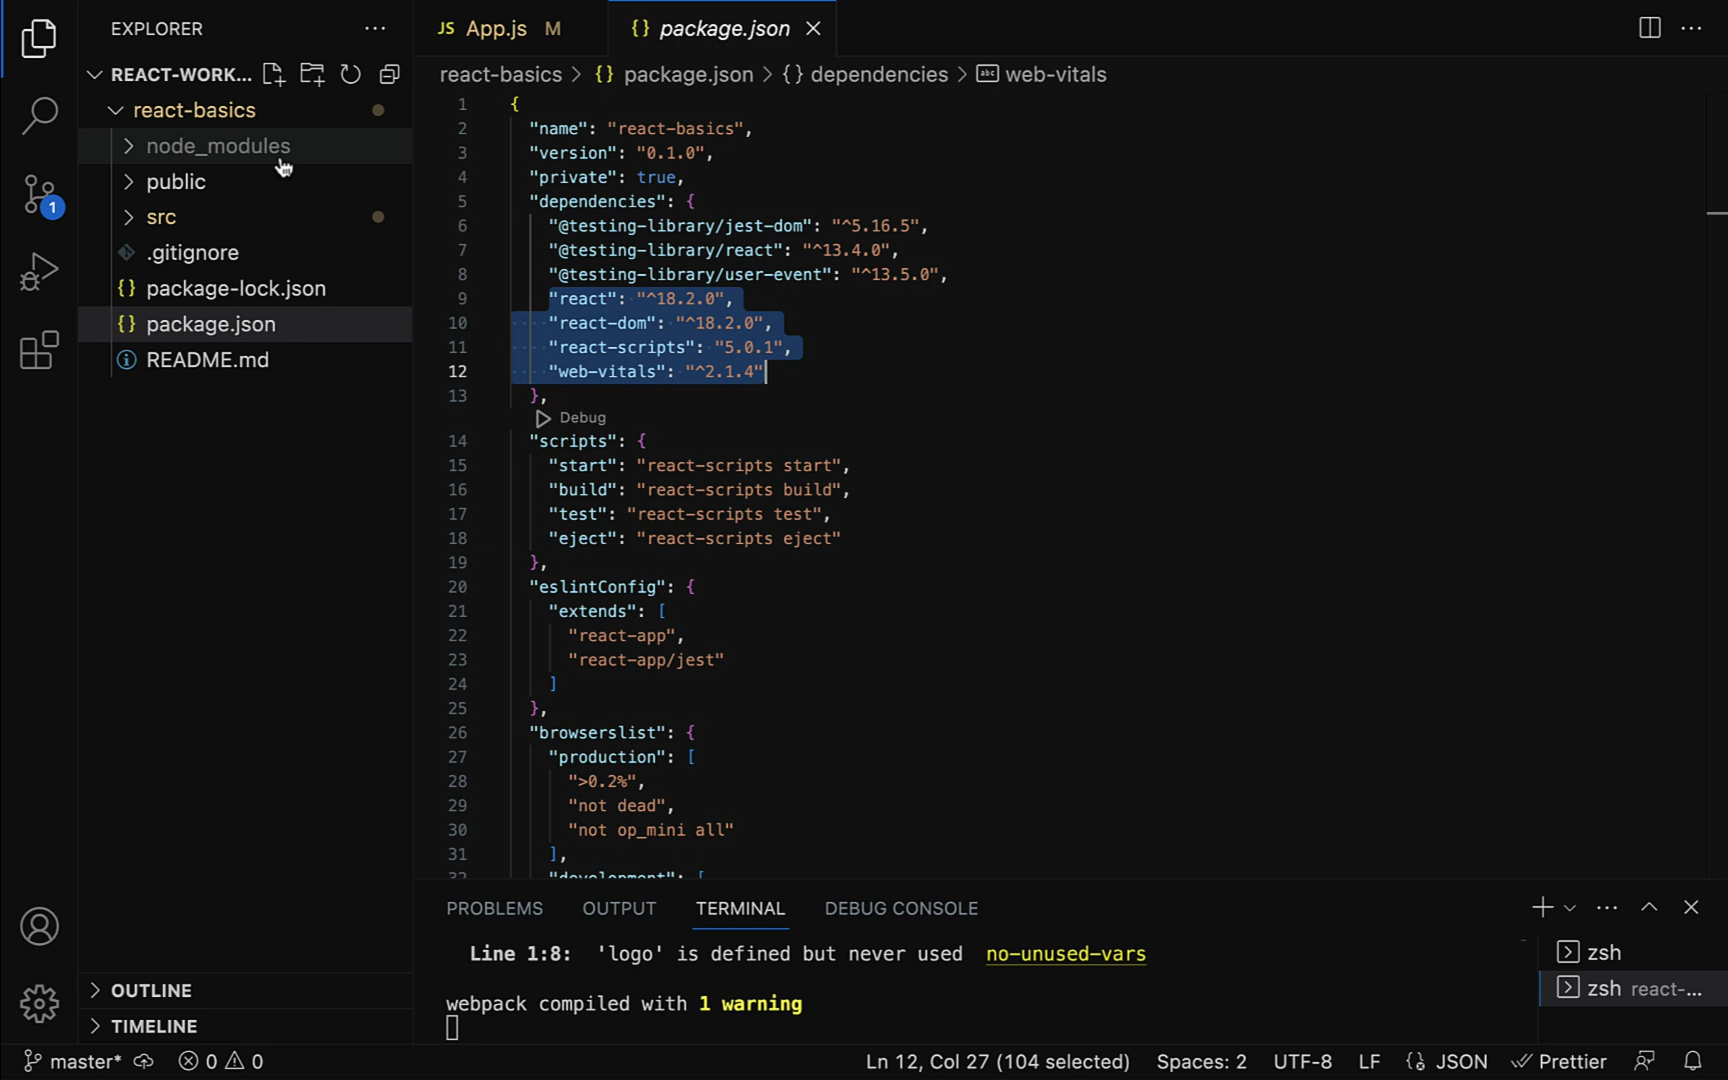 EXPLORER
REACT-WORK...
react-basics
node_modules
public
src
.gitignore
package-lock.json
package.json
README.md
OUTLINE
TIMELINE
App.js M
package.json
react-basics > {} package.json > {} dependencies > abc web-vitals
1 {
2 "name": "react-basics",
3 "version": "0.1.0",
4 "private": true,
5 "dependencies": {
6 "@testing-library/jest-dom": "^5.16.5",
7 "@testing-library/react": "^13.4.0",
8 "@testing-library/user-event": "^13.5.0",
9 "react": "^18.2.0",
10 "react-dom": "^18.2.0",
11 "react-scripts": "5.0.1",
12 "web-vitals": "^2.1.4"
13 },
Debug
14 "scripts": {
15 "start": "react-scripts start",
16 "build": "react-scripts build",
17 "test": "react-scripts test",
18 "eject": "react-scripts eject"
19 },
20 "eslintConfig": {
21 "extends": [
22 "react-app",
23 "react-app/jest"
24 ]
25 },
26 "browserslist": {
27 "production": [
28 ">0.2%",
29 "not dead",
30 "not op_mini all"
31 ],
32 "development": [
PROBLEMS OUTPUT TERMINAL DEBUG CONSOLE
Line 1:8: 'logo' is defined but never used no-unused-vars
webpack compiled with 1 warning
zsh
zsh react-...
1
master* 0 0 Ln 12, Col 27 (104 selected) Spaces: 2 UTF-8 LF {} JSON Prettier